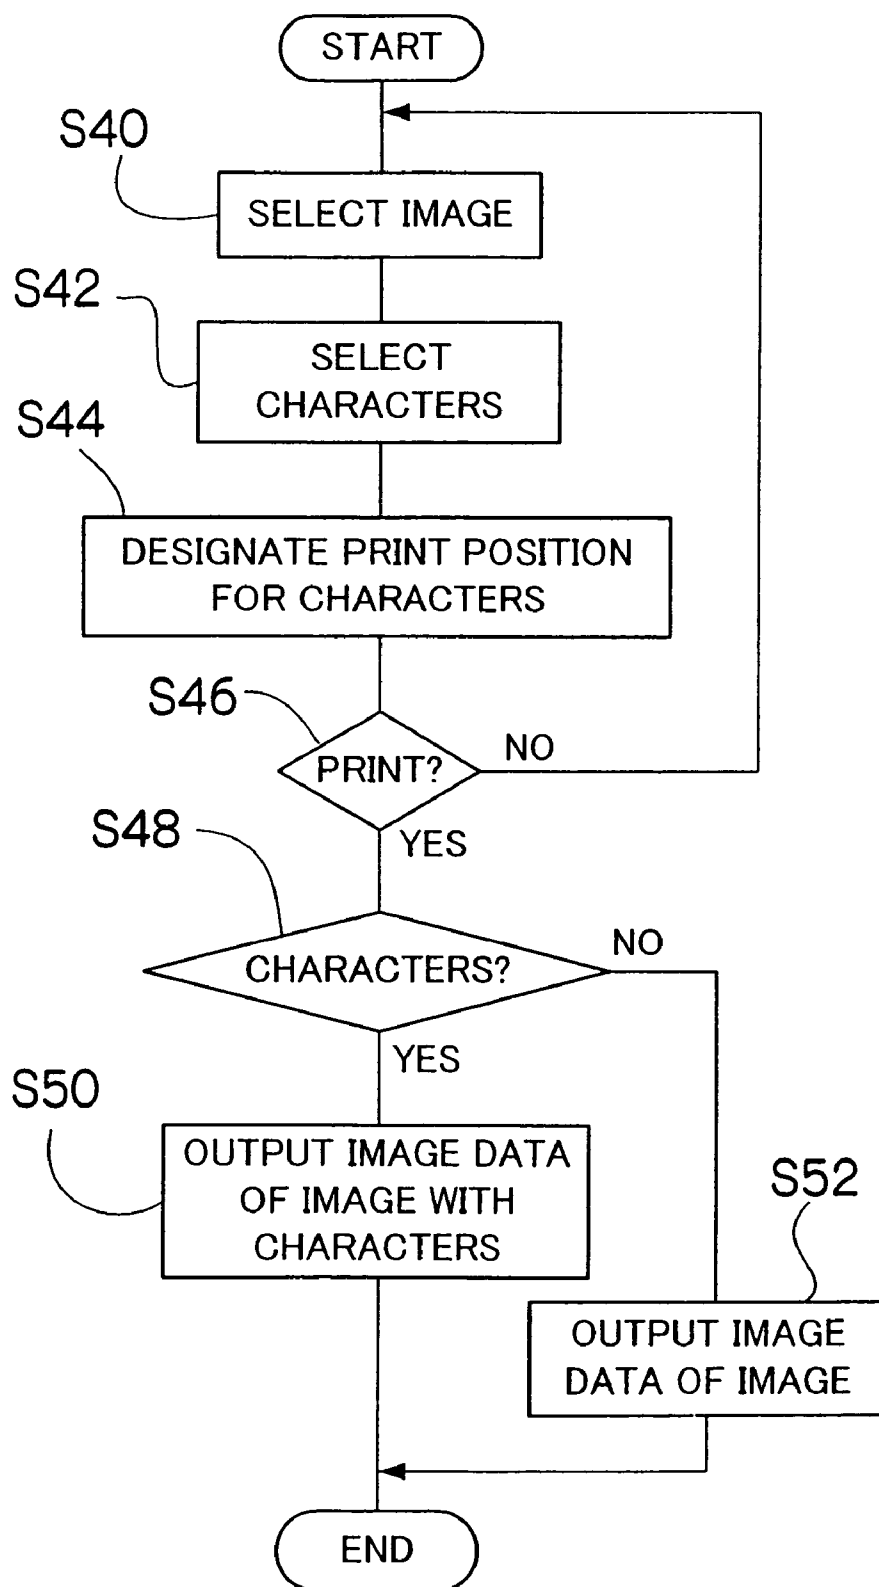 START
S40
SELECT IMAGE
S42
SELECT
CHARACTERS
S44
DESIGNATE PRINT POSITION
FOR CHARACTERS
S46
PRINT?
NO
YES
S48
CHARACTERS?
NO
YES
S50
OUTPUT IMAGE DATA
OF IMAGE WITH
CHARACTERS
S52
OUTPUT IMAGE
DATA OF IMAGE
END